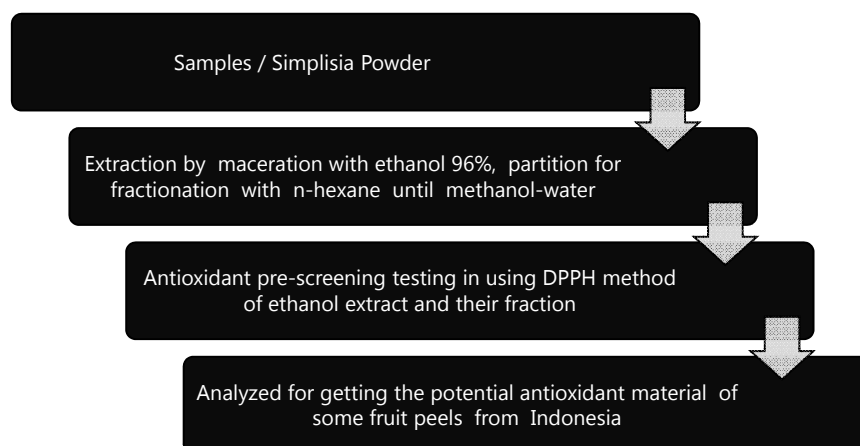 Samples / Simplisia Powder
Extraction by maceration with ethanol 96%, partition for
fractionation with n-hexane until methanol-water
Antioxidant pre-screening testing in using DPPH method
of ethanol extract and their fraction
Analyzed for getting the potential antioxidant material of
some fruit peels from Indonesia